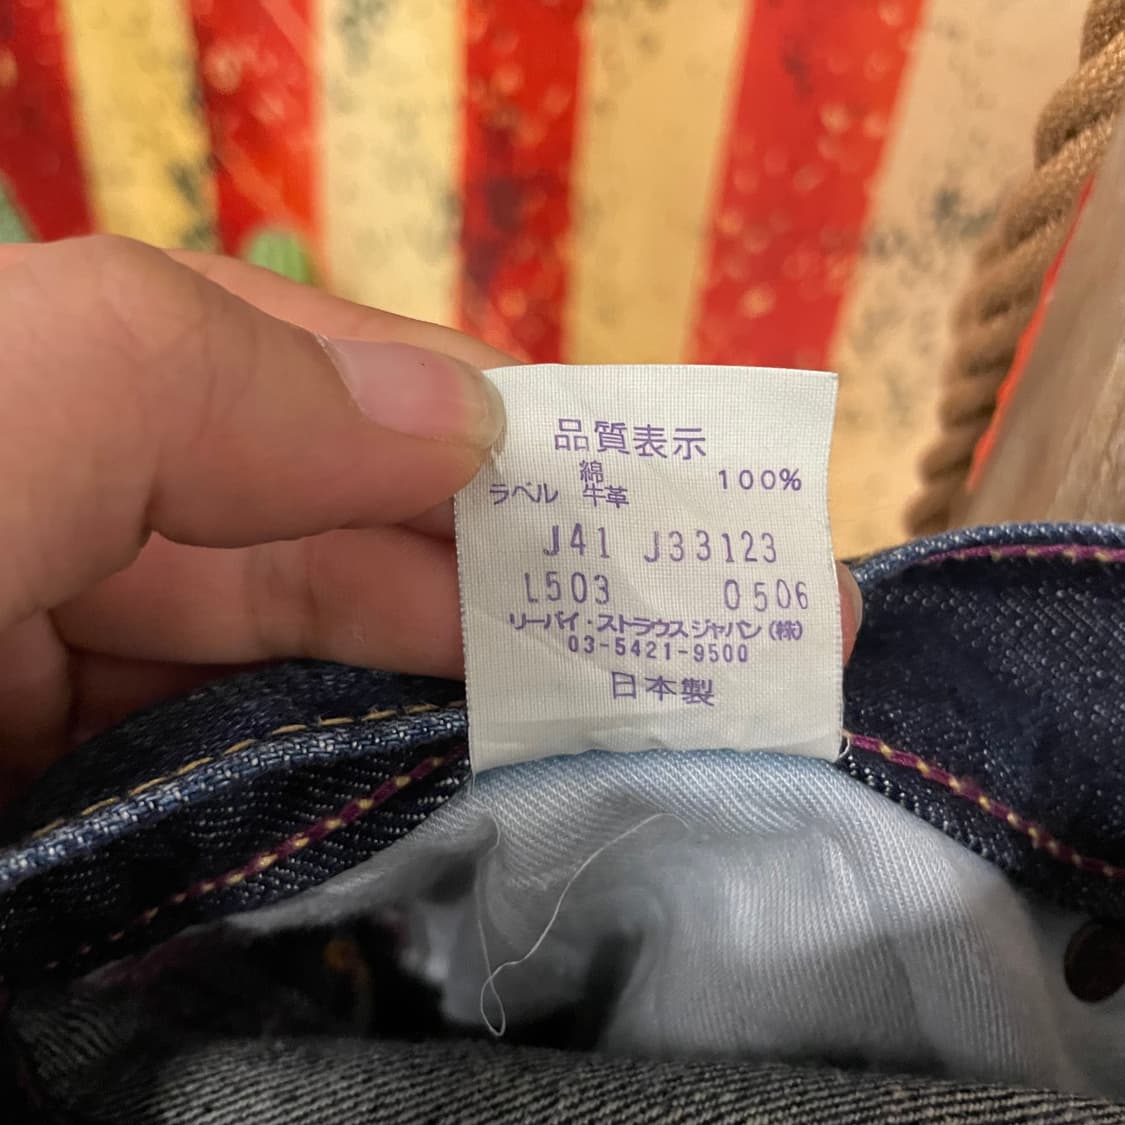 品質表示
綿 100%
ラベル 牛革
J41 J33123
L503 0506
リーバイ・ストラウス ジャパン(株)
03-5421-9500
日本製